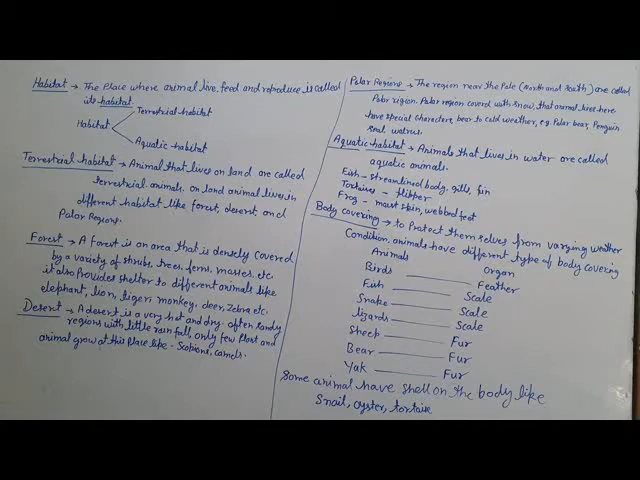 Habitat → The Place where animal live, feed and reproduce is called
its habitat.
Terrestrial habitat
Habitat
Aquatic habitat
Terrestrial habitat → Animal that lives on land are called
terrestrial animals. on land animal lives in
different habitat like forest, desert, and
Polar Regions.
Forest → A forest is an area that is densely covered
by a variety of shrubs, trees, ferns, masses. etc.
it also Provides shelter to different animals like
elephant, lion, tiger, monkey, deer, Zebra etc.
Desert → A desert is a very hot and dry. often sandy
regions with little rain fall, only few Plant and
animal grow at this Place like - Scopions, camels.
Polar Regions → The region near the Pole (North and south) are called
Polar region. Polar region coverd with snow, that animal lives here
have special characters, bear to cold weather, e.g. Polar bear, Penguin
seal walrus.
Aquatic habitat → Animals that lives in water are called
aquatic animals.
Fish - streamlined body, gills, fin
Tortoises - flipper
Frog - moist skin, webbed feet
Body covering → to Protect themselves from varying weather
Condition, animals have different type of body covering
Animals Organ
Birds Feather
Fish Scale
Snake Scale
ligards Scale
Fur
Bear Fur
Yak Fur
Some animal have shell on the body like
Snail, oyster, tortoise